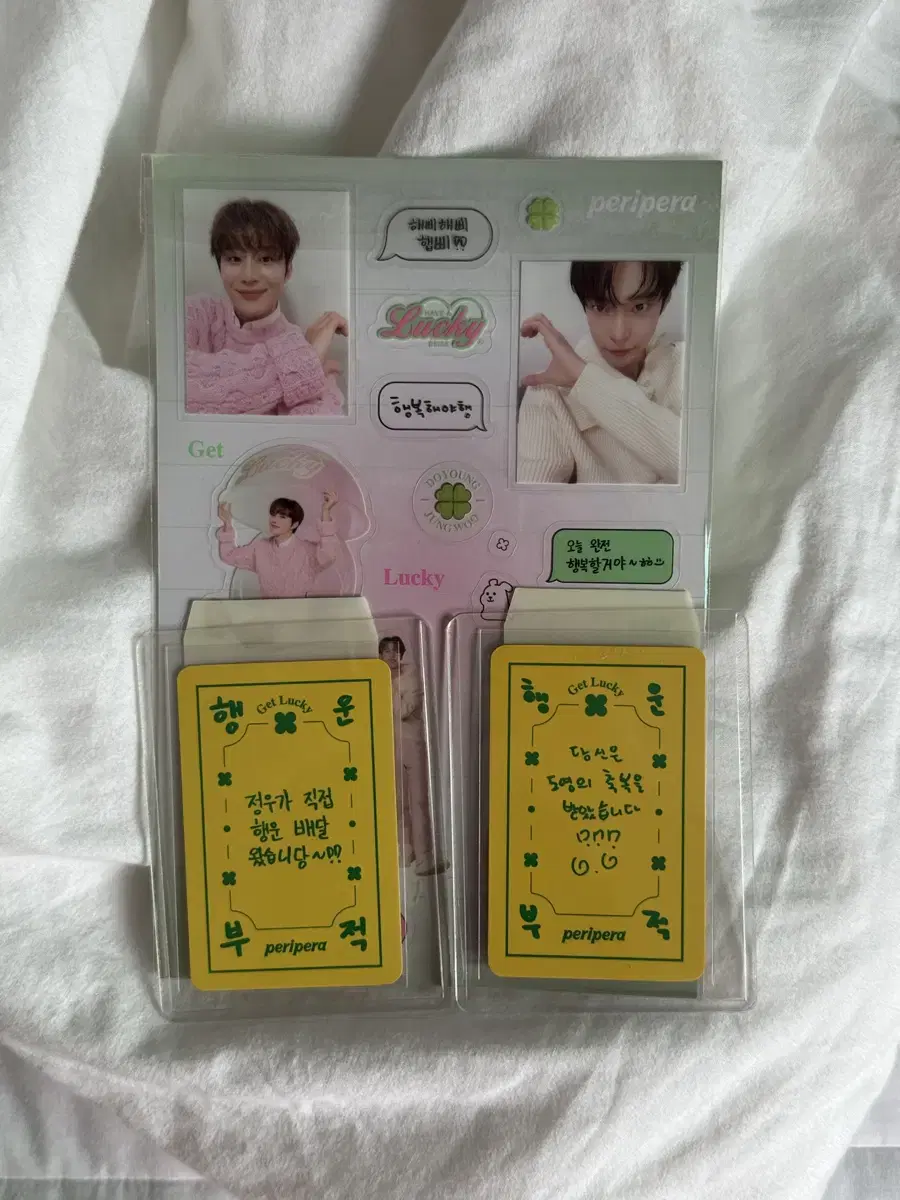 해삐해삐
햅삐!!
peripera
HAVE A
Lucky
행복해야행
Get
Lucky
DOYOUNG
JUNGWOO
오늘 완전
행복할거야~ㅎㅎ
Lucky
행 Get Lucky 운
정우가 직접
행운 배달
왔습니당~!!
부 peripera 적
행 Get Lucky 운
당신은
도영의 축복을
받았습니다
!?!?!?
부 peripera 적